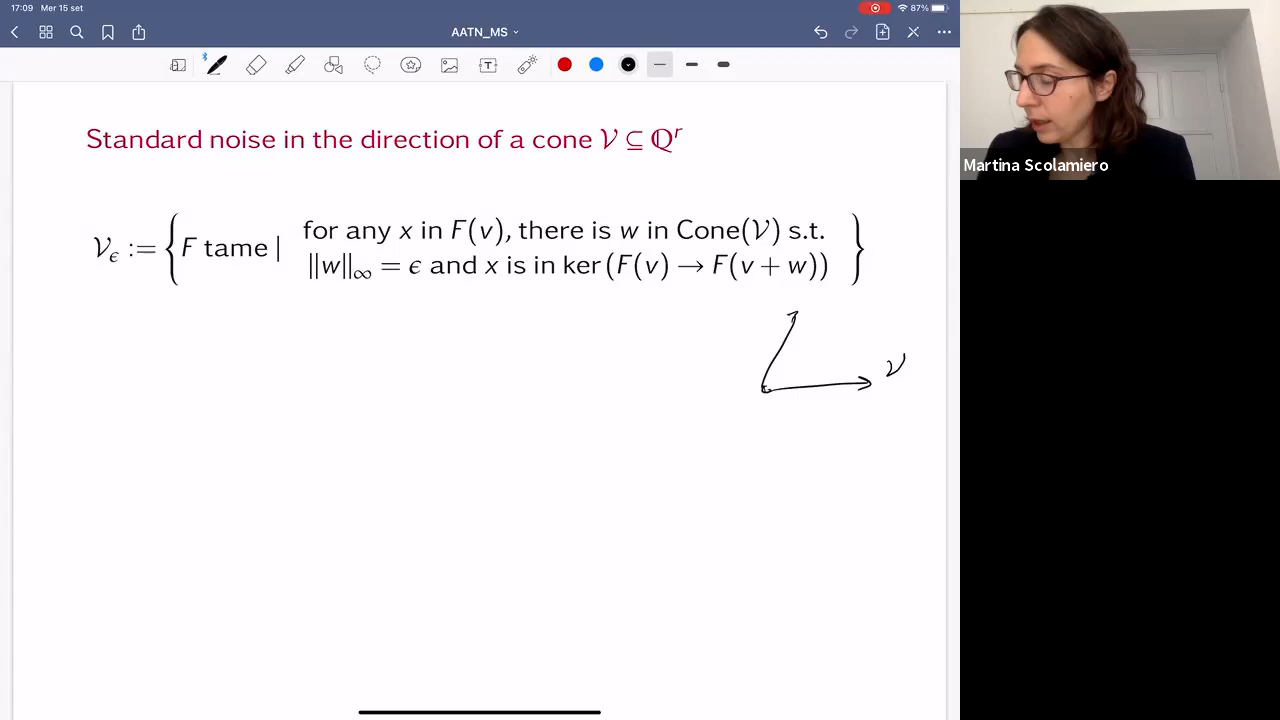 17:09 Mer 15 set
87%
AATN_MS
T
Standard noise in the direction of a cone 𝒱 ⊆ ℚʳ
for any x in F(v), there is w in Cone(𝒱) s.t.
𝒱_ϵ := { F tame |
‖w‖_∞ = ϵ and x is in ker(F(v) → F(v + w)) }
𝒱
Martina Scolamiero